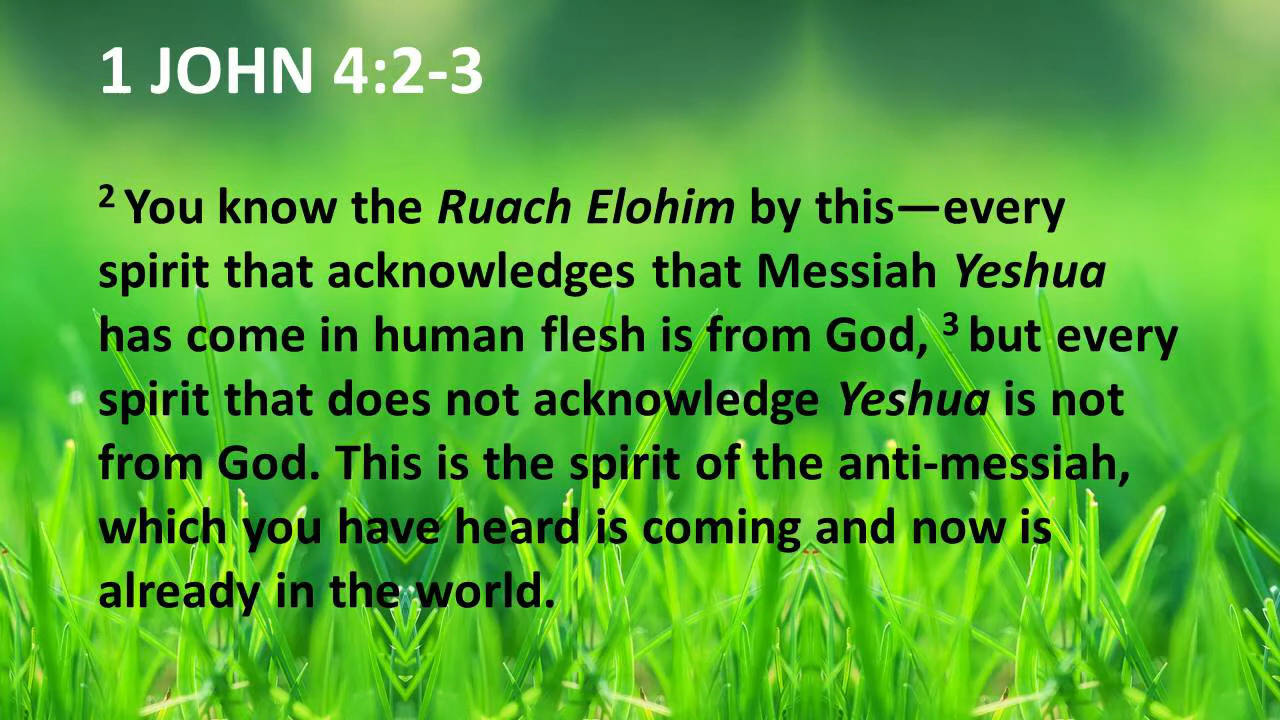 1 JOHN 4:2-3
² You know the Ruach Elohim by this—every
spirit that acknowledges that Messiah Yeshua
has come in human flesh is from God, ³ but every
spirit that does not acknowledge Yeshua is not
from God. This is the spirit of the anti-messiah,
which you have heard is coming and now is
already in the world.